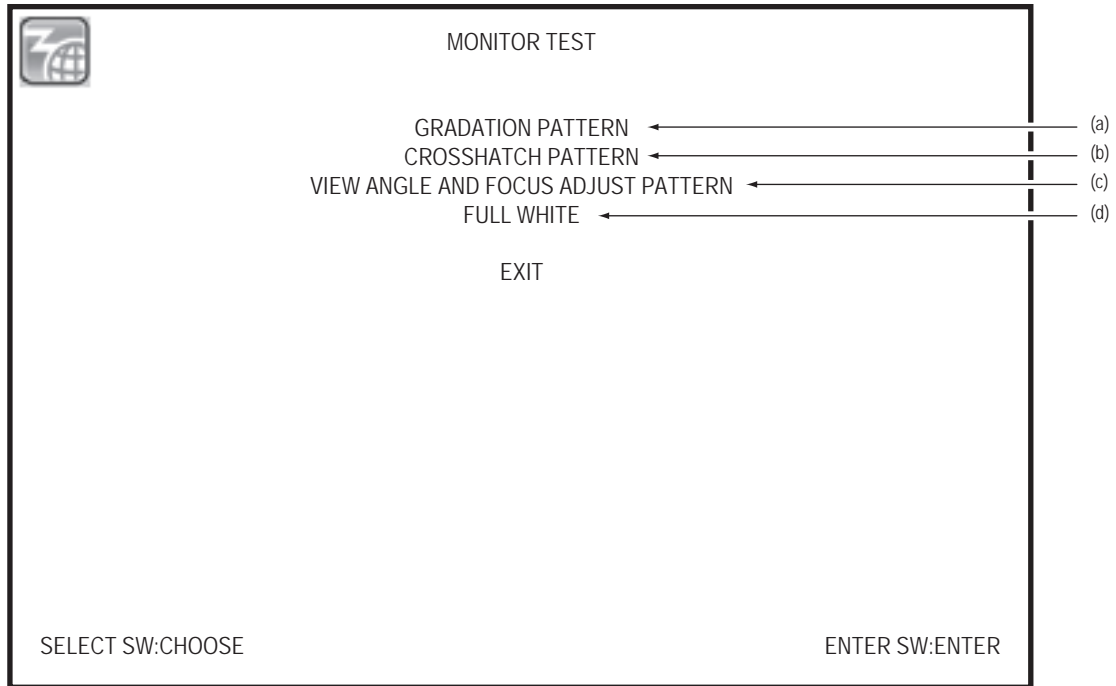 MONITOR TEST
GRADATION PATTERN (a)
CROSSHATCH PATTERN (b)
VIEW ANGLE AND FOCUS ADJUST PATTERN (c)
FULL WHITE (d)
EXIT
SELECT SW:CHOOSE ENTER SW:ENTER